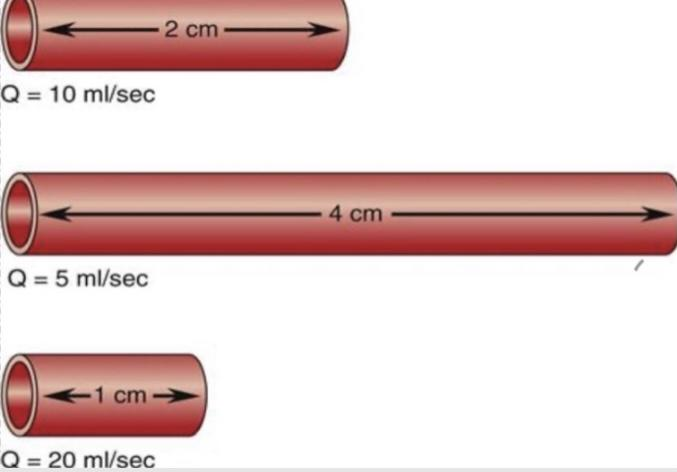 2 cm
Q = 10 ml/sec
4 cm
Q = 5 ml/sec
1 cm
Q = 20 ml/sec